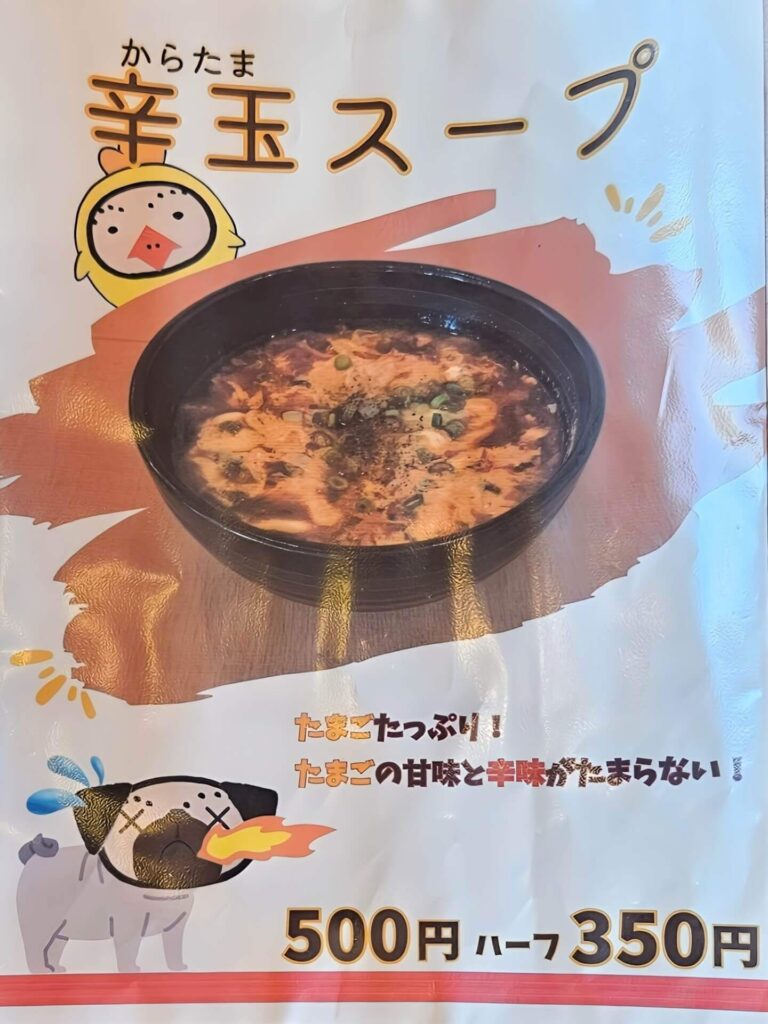 からたま
辛玉スープ
たまごたっぷり！
たまごの甘味と辛味がたまらない！
500円 ハーフ 350円